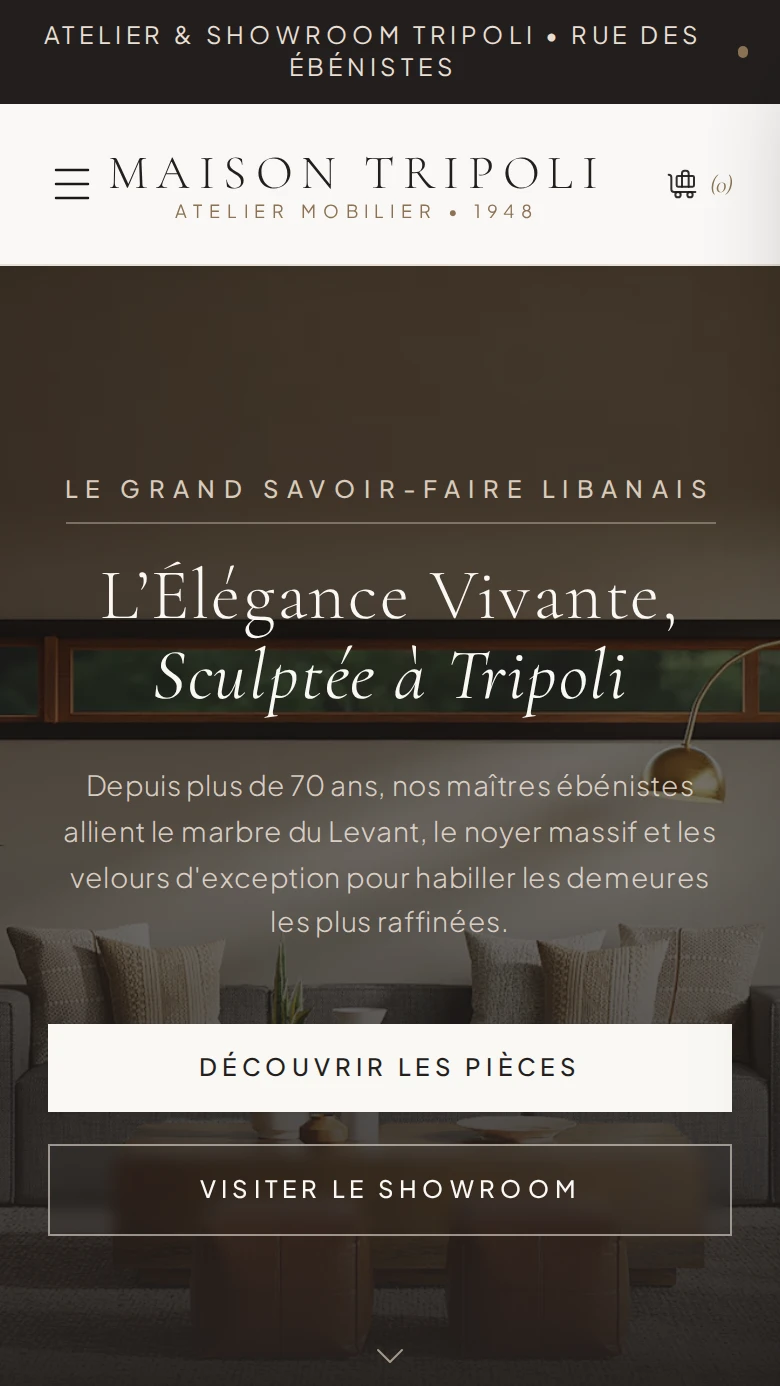 ATELIER & SHOWROOM TRIPOLI • RUE DES
ÉBÉNISTES
MAISON TRIPOLI
ATELIER MOBILIER • 1948
(0)
LE GRAND SAVOIR-FAIRE LIBANAIS
L’Élégance Vivante,
Sculptée à Tripoli
Depuis plus de 70 ans, nos maîtres ébénistes
allient le marbre du Levant, le noyer massif et les
velours d'exception pour habiller les demeures
les plus raffinées.
DÉCOUVRIR LES PIÈCES
VISITER LE SHOWROOM